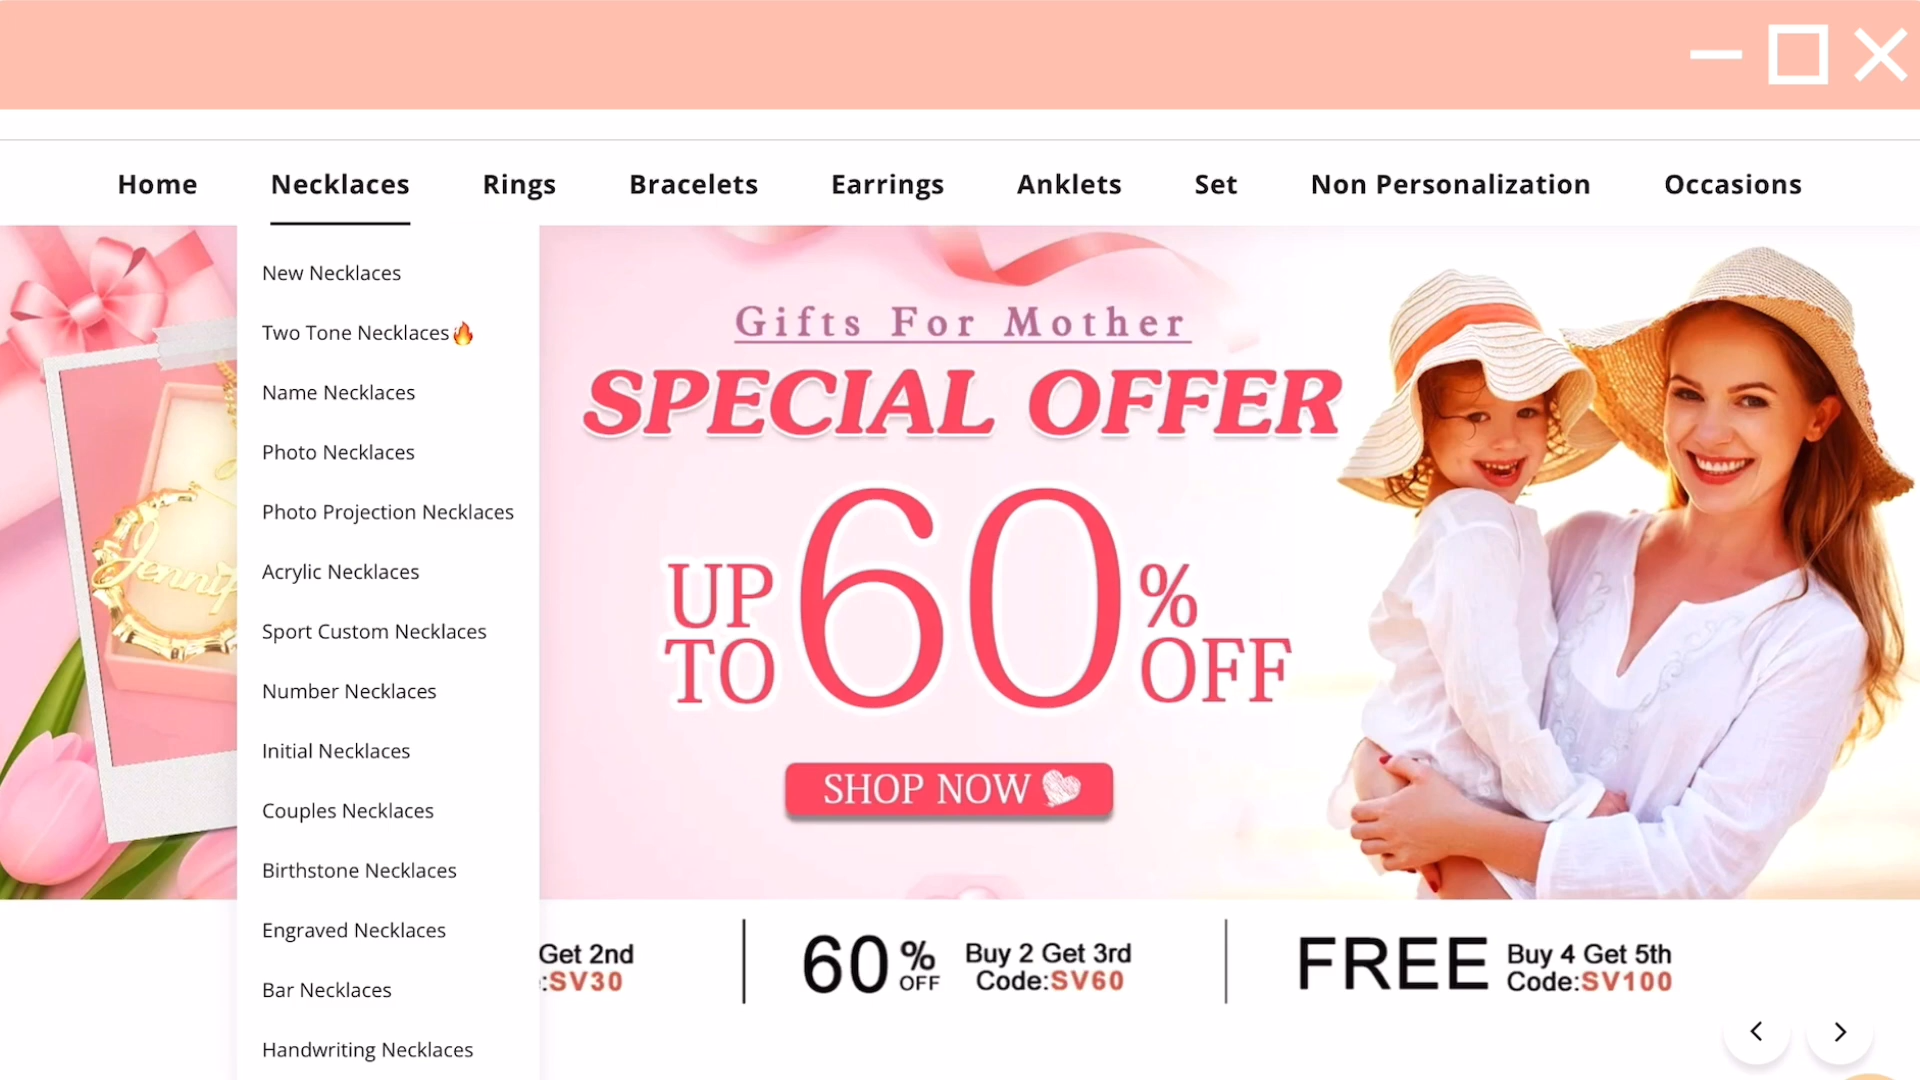 Home Necklaces Rings Bracelets Earrings Anklets Set Non Personalization Occasions
New Necklaces
Two Tone Necklaces🔥
Name Necklaces
Photo Necklaces
Photo Projection Necklaces
Acrylic Necklaces
Sport Custom Necklaces
Number Necklaces
Initial Necklaces
Couples Necklaces
Birthstone Necklaces
Engraved Necklaces
Bar Necklaces
Handwriting Necklaces
Gifts For Mother
SPECIAL OFFER
UP TO 60% OFF
SHOP NOW
Get 2nd
:SV30
60% OFF
Buy 2 Get 3rd
Code:SV60
FREE
Buy 4 Get 5th
Code:SV100